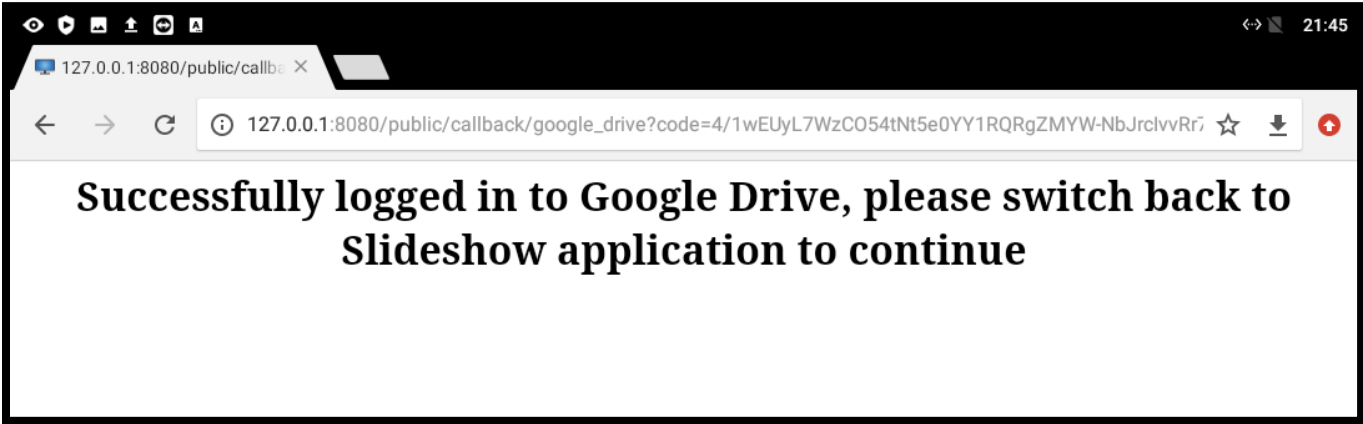 21:45
127.0.0.1:8080/public/callba
127.0.0.1:8080/public/callback/google_drive?code=4/1wEUyL7WzCO54tNt5e0YY1RQRgZMYW-NbJrcIvvRr7
Successfully logged in to Google Drive, please switch back to
Slideshow application to continue